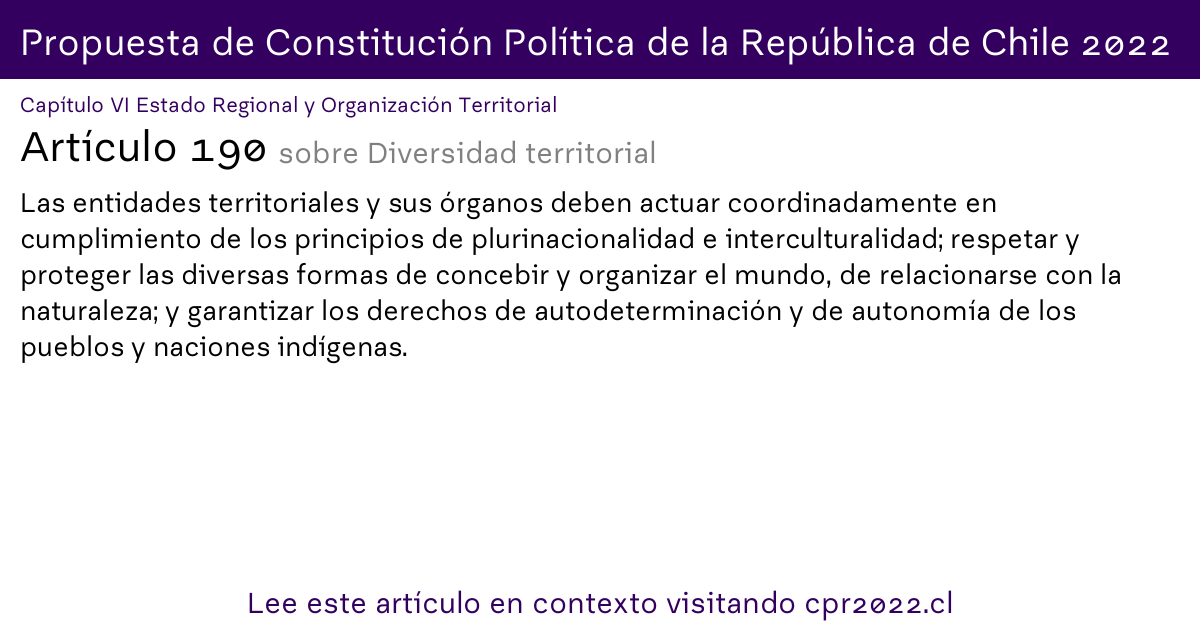 Propuesta de Constitución Política de la República de Chile 2022
Capítulo VI Estado Regional y Organización Territorial
Artículo 190 sobre Diversidad territorial
Las entidades territoriales y sus órganos deben actuar coordinadamente en
cumplimiento de los principios de plurinacionalidad e interculturalidad; respetar y
proteger las diversas formas de concebir y organizar el mundo, de relacionarse con la
naturaleza; y garantizar los derechos de autodeterminación y de autonomía de los
pueblos y naciones indígenas.
Lee este artículo en contexto visitando cpr2022.cl